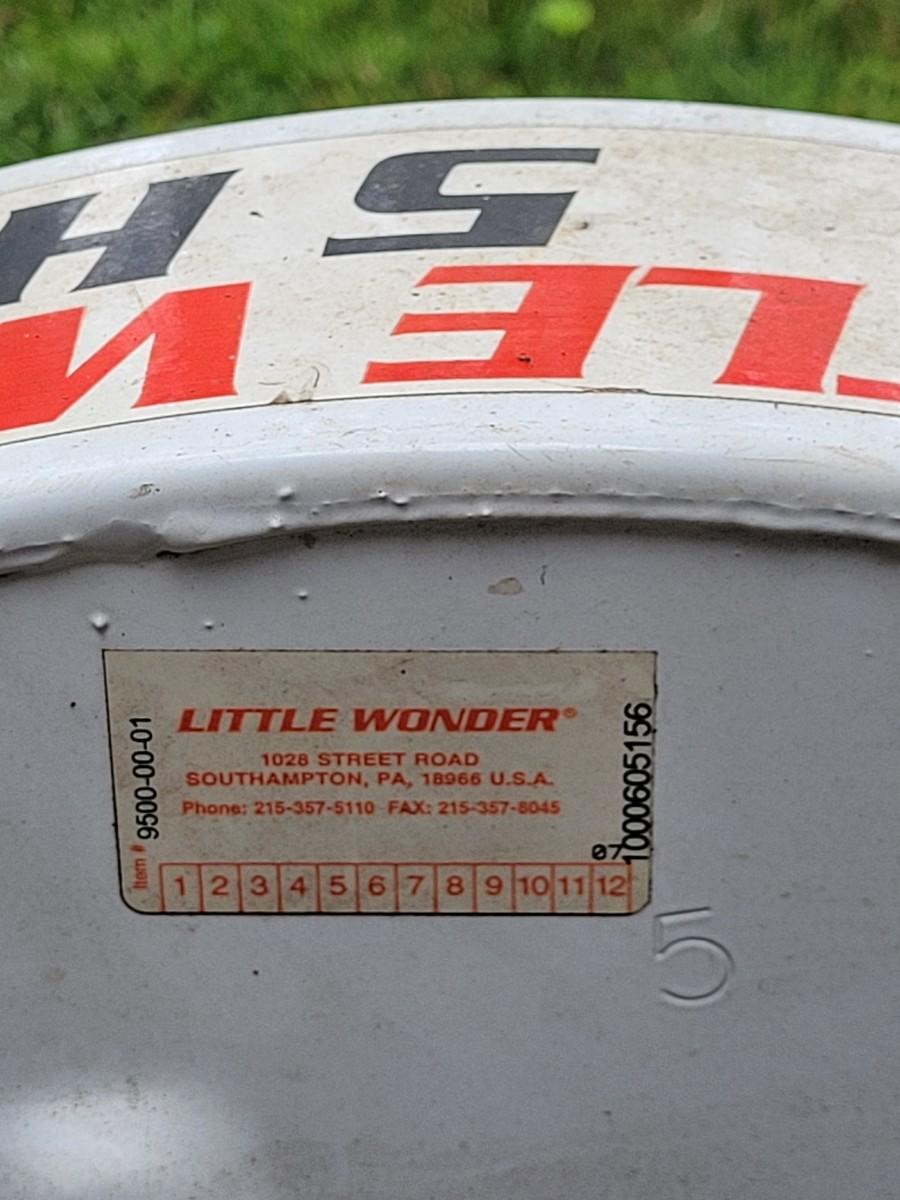 5 H
LE W
LITTLE WONDER®
1028 STREET ROAD
SOUTHAMPTON, PA, 18966 U.S.A.
Phone: 215-357-5110 FAX: 215-357-8045
Item # 9500-00-01
1000605156
07
1 2 3 4 5 6 7 8 9 10 11 12
5